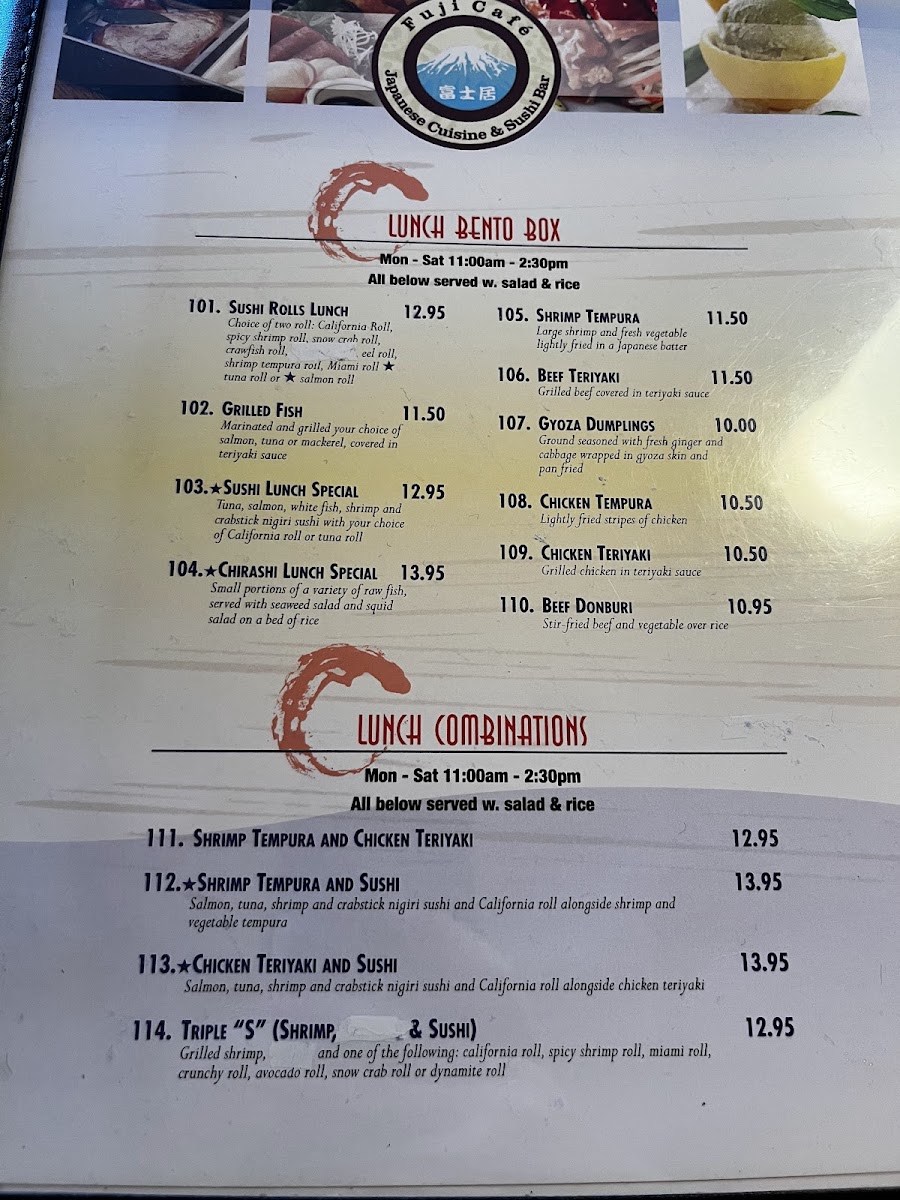 Fuji Café
富士居
Japanese Cuisine & Sushi Bar
LUNCH BENTO BOX
Mon - Sat 11:00am - 2:30pm
All below served w. salad & rice
101. SUSHI ROLLS LUNCH 12.95
Choice of two roll: California Roll,
spicy shrimp roll, snow crab roll,
crawfish roll, eel roll,
shrimp tempura roll, Miami roll ★
tuna roll or ★ salmon roll
102. GRILLED FISH 11.50
Marinated and grilled your choice of
salmon, tuna or mackerel, covered in
teriyaki sauce
103.★SUSHI LUNCH SPECIAL 12.95
Tuna, salmon, white fish, shrimp and
crabstick nigiri sushi with your choice
of California roll or tuna roll
104.★CHIRASHI LUNCH SPECIAL 13.95
Small portions of a variety of raw fish,
served with seaweed salad and squid
salad on a bed of rice
105. SHRIMP TEMPURA 11.50
Large shrimp and fresh vegetable
lightly fried in a Japanese batter
106. BEEF TERIYAKI 11.50
Grilled beef covered in teriyaki sauce
107. GYOZA DUMPLINGS 10.00
Ground seasoned with fresh ginger and
cabbage wrapped in gyoza skin and
pan fried
108. CHICKEN TEMPURA 10.50
Lightly fried stripes of chicken
109. CHICKEN TERIYAKI 10.50
Grilled chicken in teriyaki sauce
110. BEEF DONBURI 10.95
Stir-fried beef and vegetable over rice
LUNCH COMBINATIONS
Mon - Sat 11:00am - 2:30pm
All below served w. salad & rice
111. SHRIMP TEMPURA AND CHICKEN TERIYAKI 12.95
112.★SHRIMP TEMPURA AND SUSHI 13.95
Salmon, tuna, shrimp and crabstick nigiri sushi and California roll alongside shrimp and
vegetable tempura
113.★CHICKEN TERIYAKI AND SUSHI 13.95
Salmon, tuna, shrimp and crabstick nigiri sushi and California roll alongside chicken teriyaki
114. TRIPLE "S" (SHRIMP, & SUSHI) 12.95
Grilled shrimp, and one of the following: california roll, spicy shrimp roll, miami roll,
crunchy roll, avocado roll, snow crab roll or dynamite roll